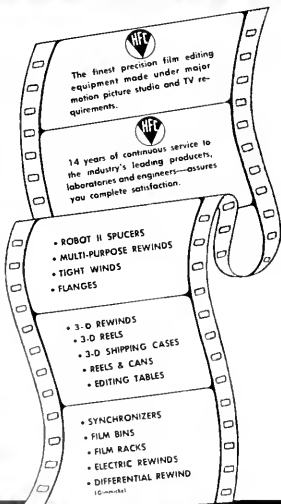 HFC
The finest precision film editing
equipment made under major
motion picture studio and TV re-
quirements.
HFC
14 years of continuous service to
the industry's leading producers,
laboratories and engineers—assures
you complete satisfaction.
• ROBOT II SPLICERS
• MULTI-PURPOSE REWINDS
• TIGHT WINDS
• FLANGES
• 3-D REWINDS
• 3-D REELS
• 3-D SHIPPING CASES
• REELS & CANS
• EDITING TABLES
• SYNCHRONIZERS
• FILM BINS
• FILM RACKS
• ELECTRIC REWINDS
• DIFFERENTIAL REWIND